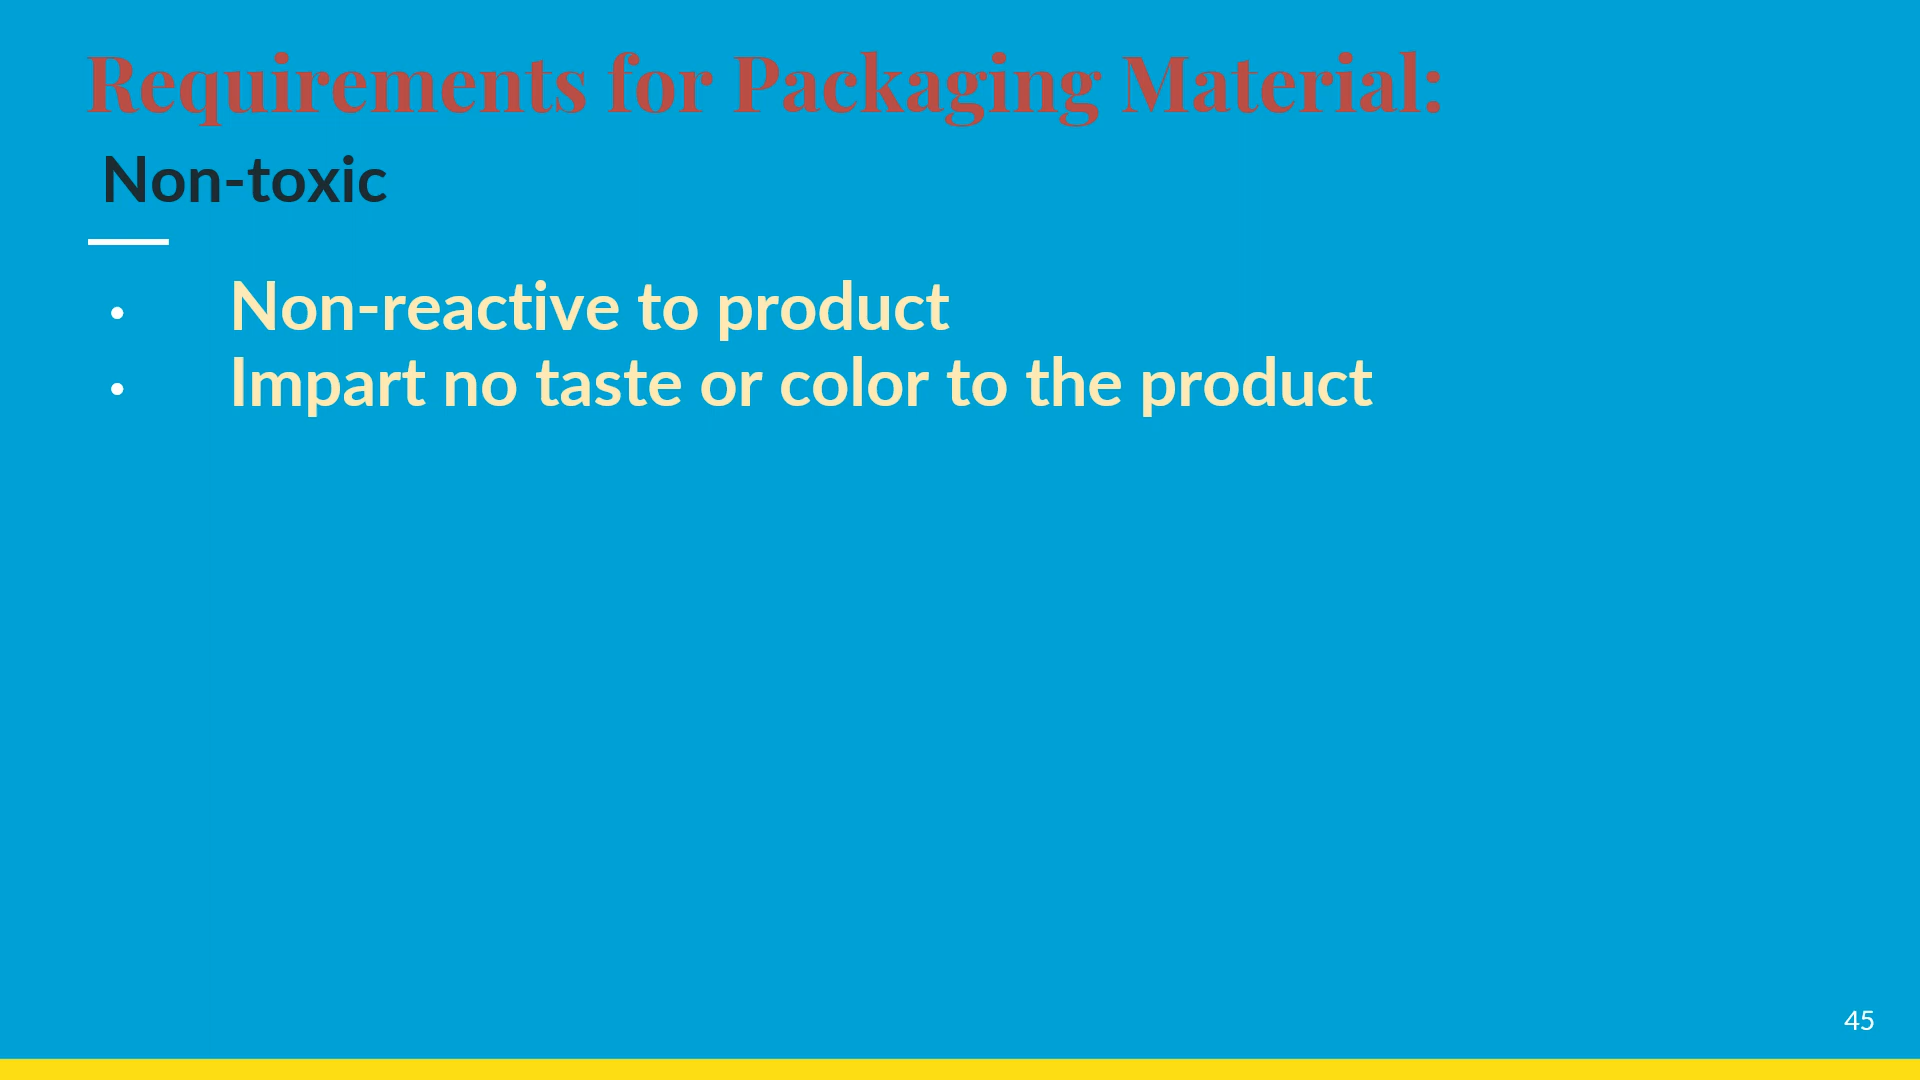 Requirements for Packaging Material:
Non-toxic
• Non-reactive to product
• Impart no taste or color to the product
45